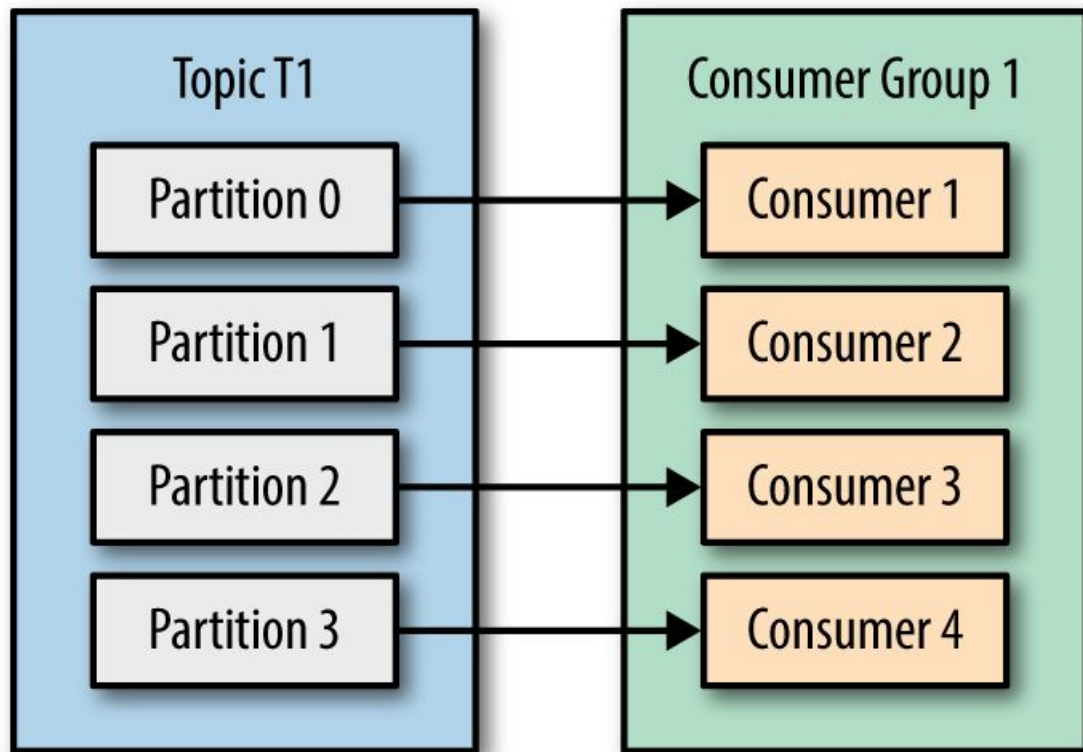 Topic T1
Partition 0
Partition 1
Partition 2
Partition 3
Consumer Group 1
Consumer 1
Consumer 2
Consumer 3
Consumer 4